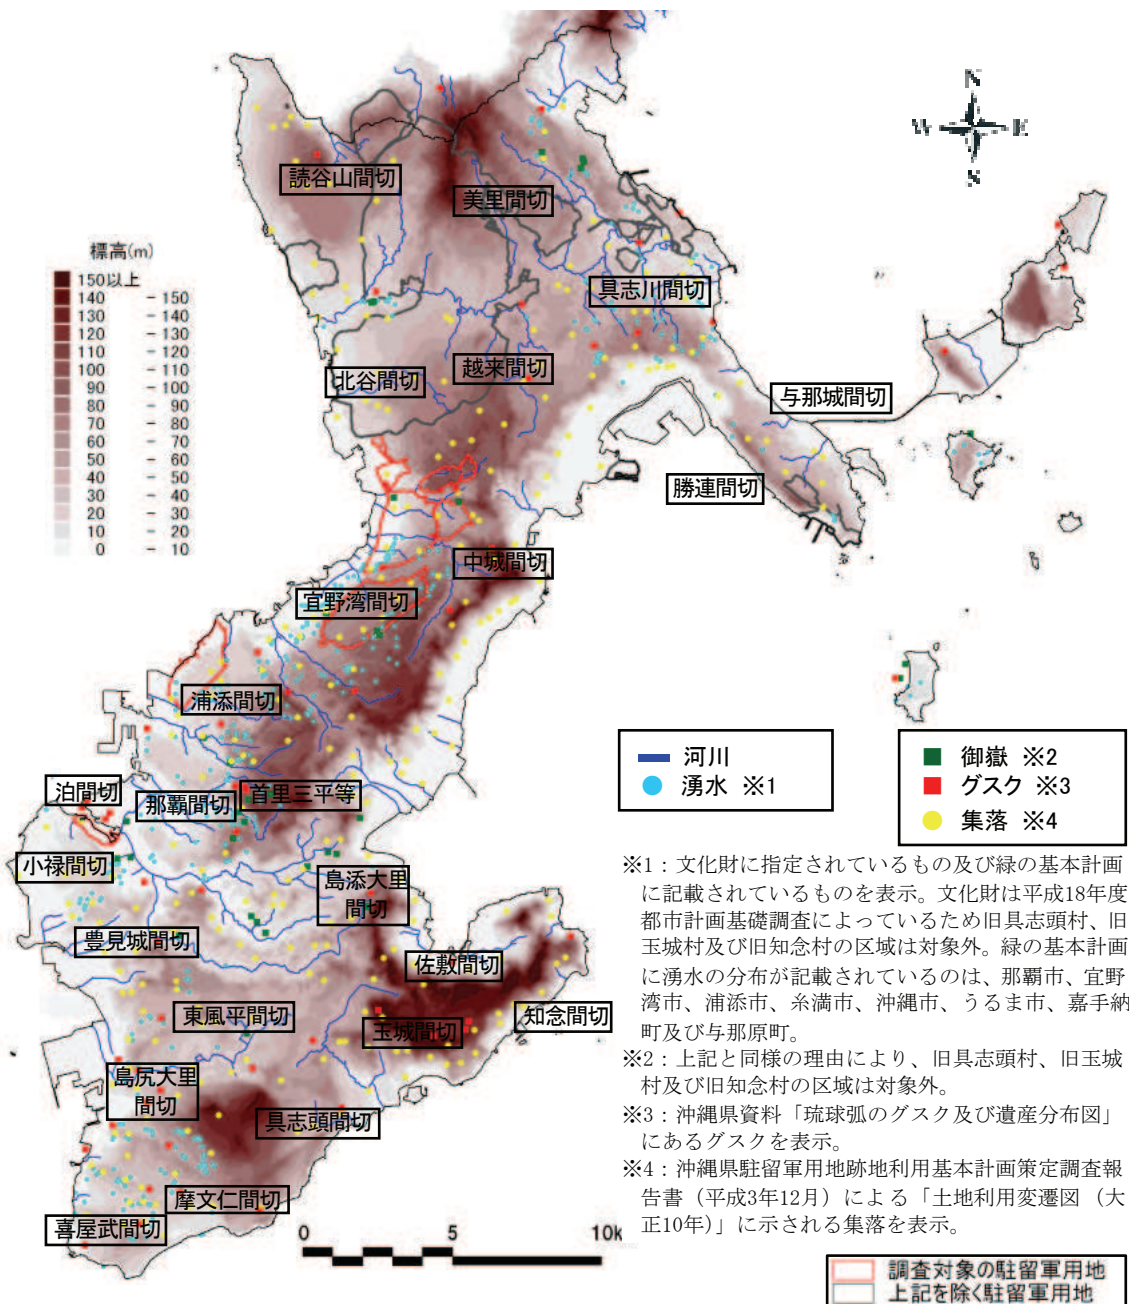 N
W
E
S
読谷山間切
美里間切
標高(m)
150以上
140 - 150
130 - 140
120 - 130
110 - 120
100 - 110
90 - 100
80 - 90
70 - 80
60 - 70
50 - 60
40 - 50
30 - 40
20 - 30
10 - 20
0 - 10
具志川間切
北谷間切
越来間切
与那城間切
勝連間切
中城間切
宜野湾間切
浦添間切
泊間切
那覇間切
首里三平等
小禄間切
島添大里
間切
豊見城間切
佐敷間切
東風平間切
玉城間切
知念間切
島尻大里
間切
具志頭間切
摩文仁間切
喜屋武間切
0 5 10k
河川
湧水 ※1
御嶽 ※2
グスク ※3
集落 ※4
※1：文化財に指定されているもの及び緑の基本計画
に記載されているものを表示。文化財は平成18年度
都市計画基礎調査によっているため旧具志頭村、旧
玉城村及び旧知念村の区域は対象外。緑の基本計画
に湧水の分布が記載されているのは、那覇市、宜野
湾市、浦添市、糸満市、沖縄市、うるま市、嘉手納
町及び与那原町。
※2：上記と同様の理由により、旧具志頭村、旧玉城
村及び旧知念村の区域は対象外。
※3：沖縄県資料「琉球弧のグスク及び遺産分布図」
にあるグスクを表示。
※4：沖縄県駐留軍用地跡地利用基本計画策定調査報
告書（平成3年12月）による「土地利用変遷図（大
正10年)」に示される集落を表示。
調査対象の駐留軍用地
上記を除く駐留軍用地